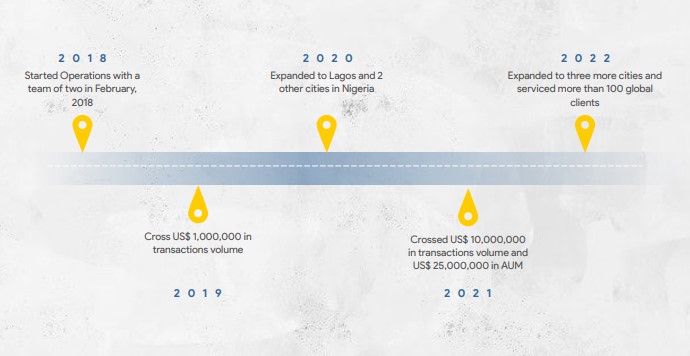 2018
Started Operations with a
team of two in February,
2018
2020
Expanded to Lagos and 2
other cities in Nigeria
2022
Expanded to three more cities and
serviced more than 100 global
clients
Cross US$ 1,000,000 in
transactions volume
2019
Crossed US$ 10,000,000
in transactions volume and
US$ 25,000,000 in AUM
2021